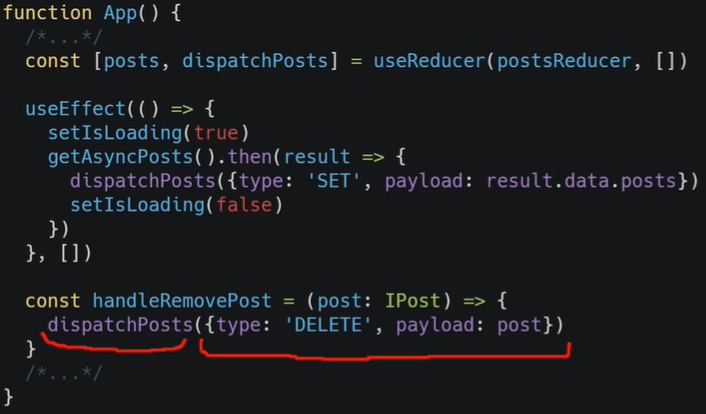 function App() {
/*...*/
const [posts, dispatchPosts] = useReducer(postsReducer, [])
useEffect(() => {
setIsLoading(true)
getAsyncPosts().then(result => {
dispatchPosts({type: 'SET', payload: result.data.posts})
setIsLoading(false)
})
}, [])
const handleRemovePost = (post: IPost) => {
dispatchPosts({type: 'DELETE', payload: post})
}
/*...*/
}